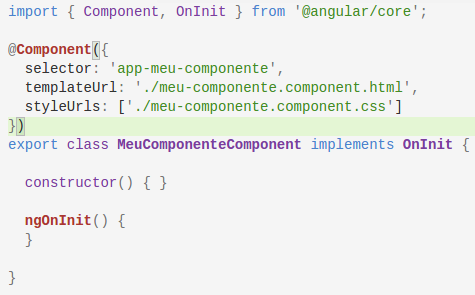 import { Component, OnInit } from '@angular/core';
@Component({
selector: 'app-meu-componente',
templateUrl: './meu-componente.component.html',
styleUrls: ['./meu-componente.component.css']
})
export class MeuComponenteComponent implements OnInit {
constructor() { }
ngOnInit() {
}
}